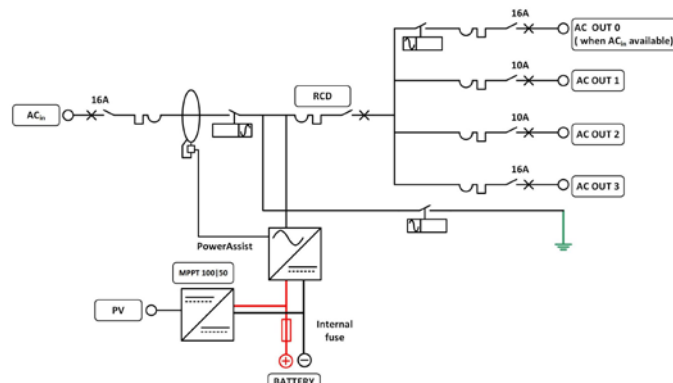 16A
AC OUT 0
( when ACin available)
10A
AC OUT 1
16A
RCD
ACin
10A
AC OUT 2
16A
AC OUT 3
PowerAssist
MPPT 100|50
PV
Internal
fuse
BATTERY